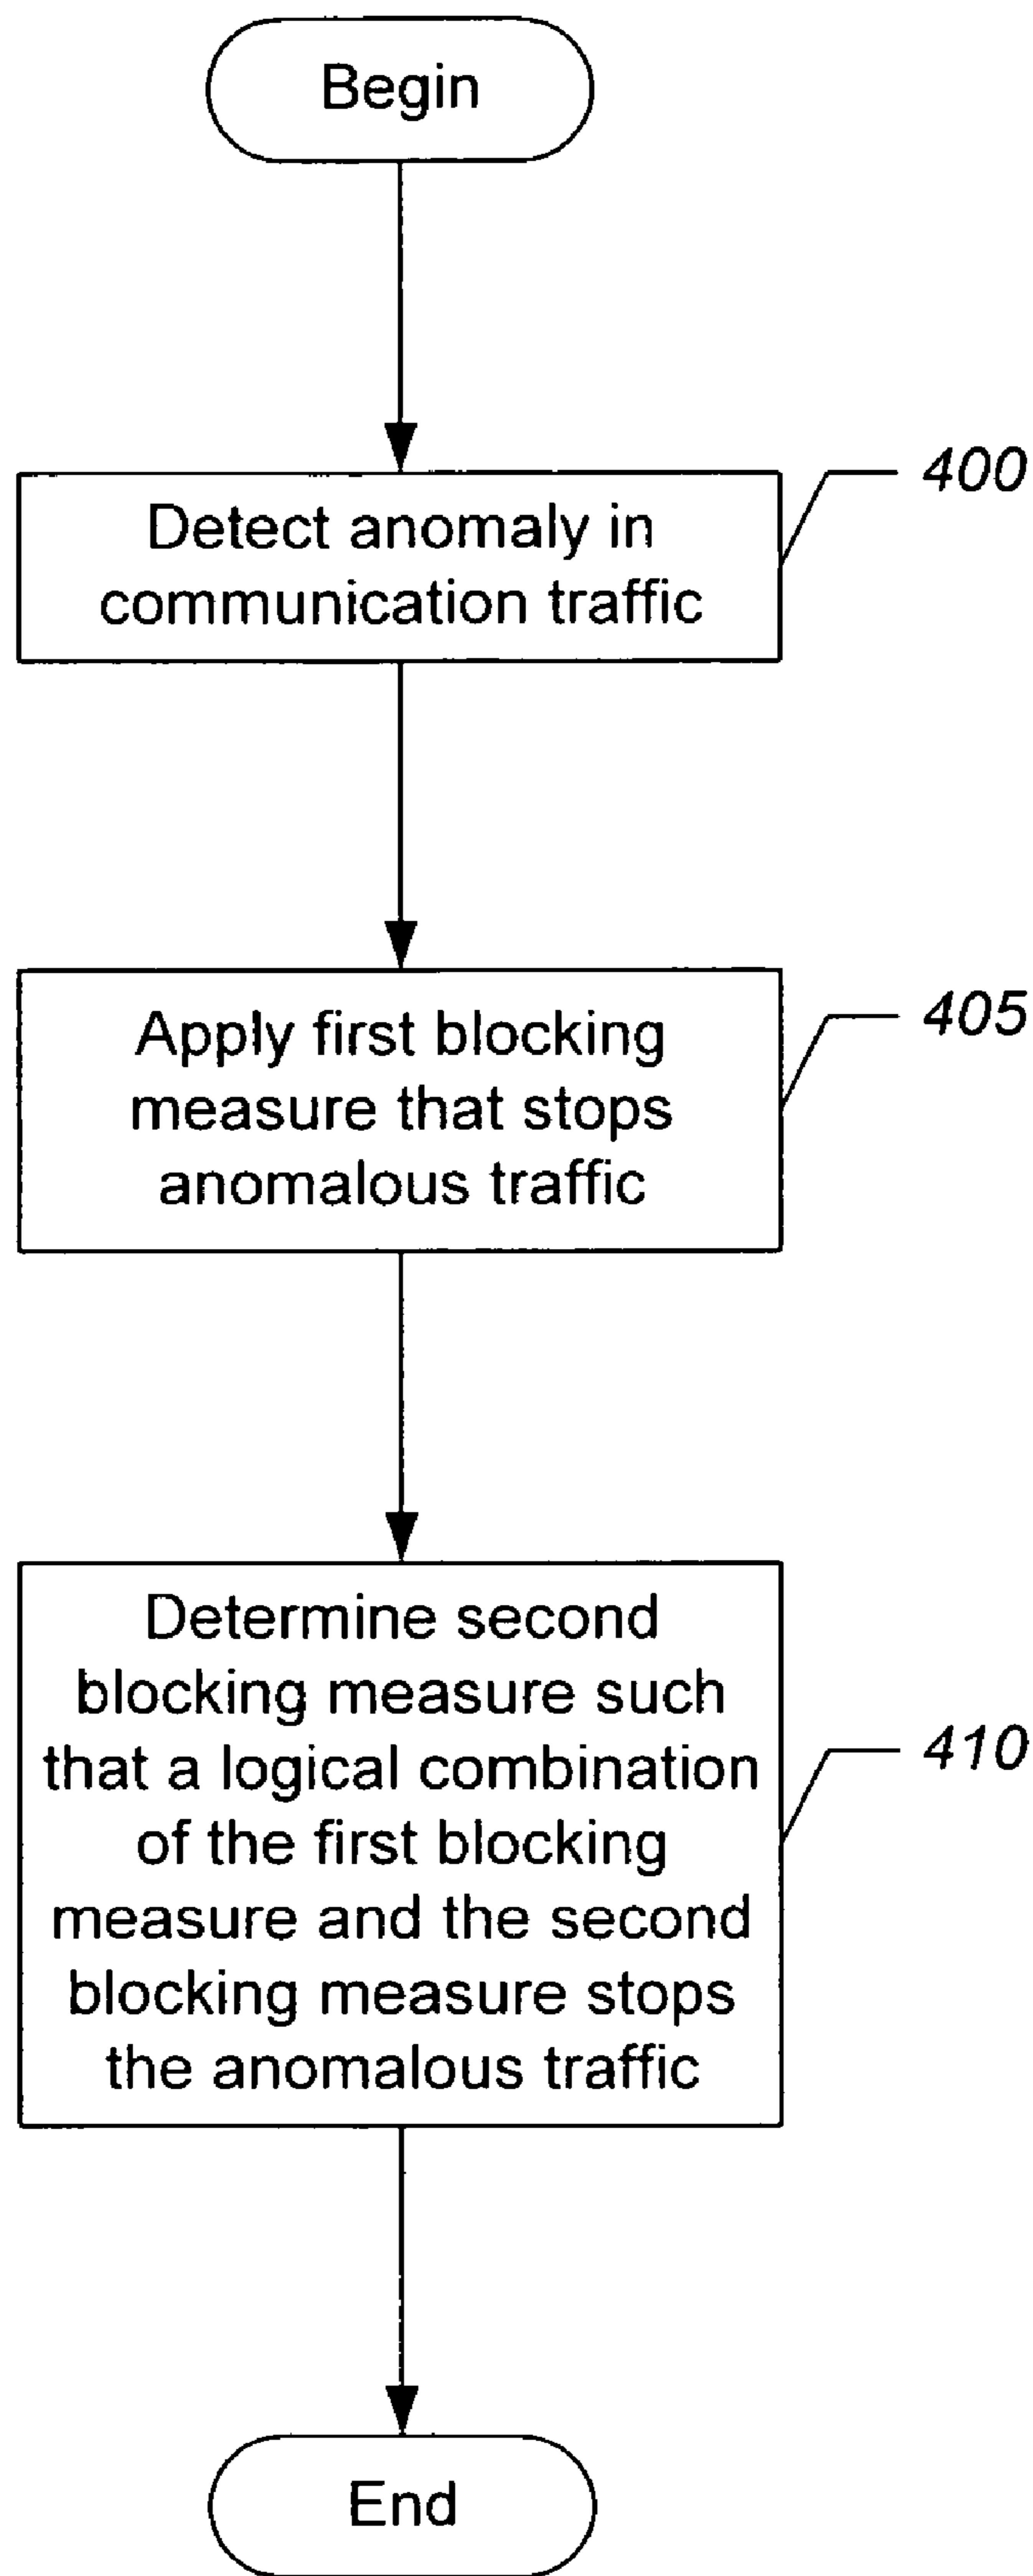 Begin
Detect anomaly in
communication traffic
400
Apply first blocking
measure that stops
anomalous traffic
405
Determine second
blocking measure such
that a logical combination
of the first blocking
measure and the second
blocking measure stops
the anomalous traffic
410
End